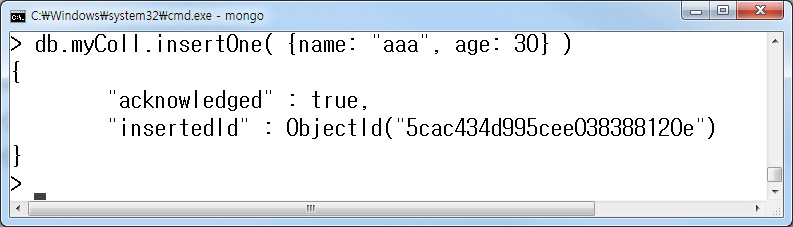 C:₩Windows₩system32₩cmd.exe - mongo
> db.myColl.insertOne( {name: "aaa", age: 30} )
{
        "acknowledged" : true,
        "insertedId" : ObjectId("5cac434d995cee038388120e")
}
>